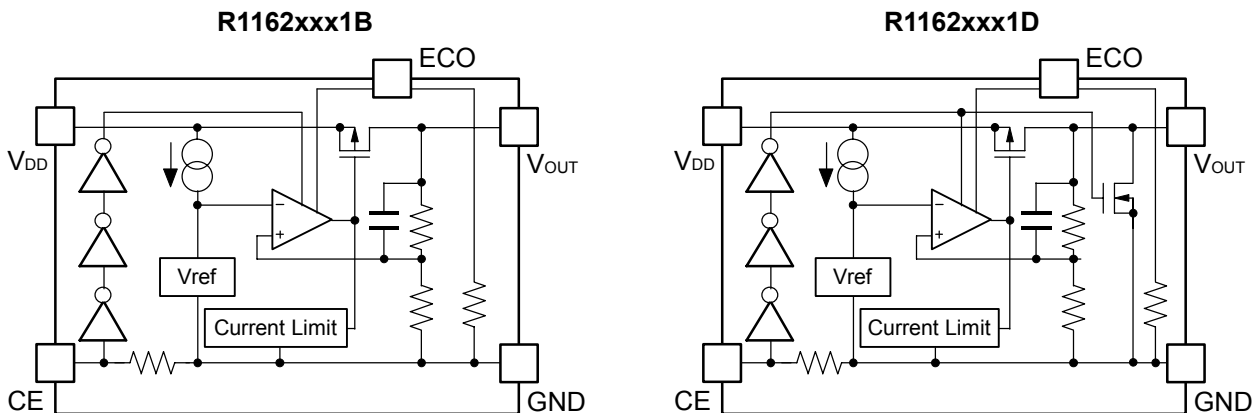 R1162xxx1B
ECO
VDD
VOUT
−
+
Vref
Current Limit
CE
GND
R1162xxx1D
ECO
VDD
VOUT
−
+
Vref
Current Limit
CE
GND